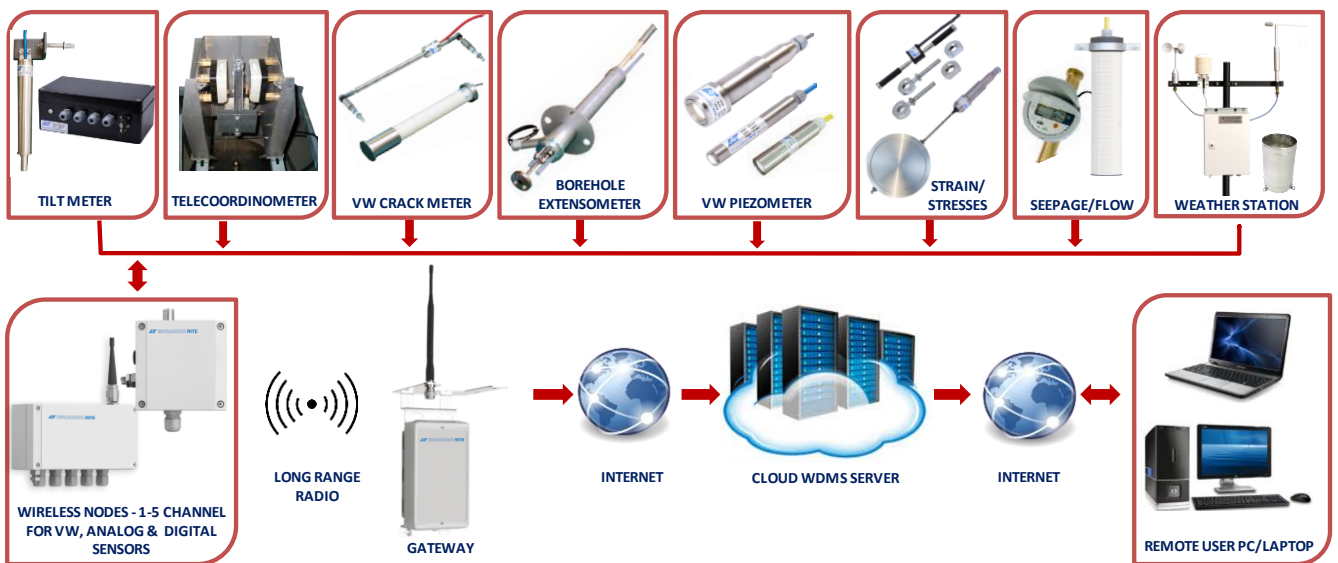 TILT METER
TELECOORDINOMETER
VW CRACK METER
BOREHOLE
EXTENSOMETER
VW PIEZOMETER
STRAIN/
STRESSES
SEEPAGE/FLOW
WEATHER STATION
WIRELESS NODES - 1-5 CHANNEL
FOR VW, ANALOG & DIGITAL
SENSORS
LONG RANGE
RADIO
GATEWAY
INTERNET
CLOUD WDMS SERVER
INTERNET
REMOTE USER PC/LAPTOP